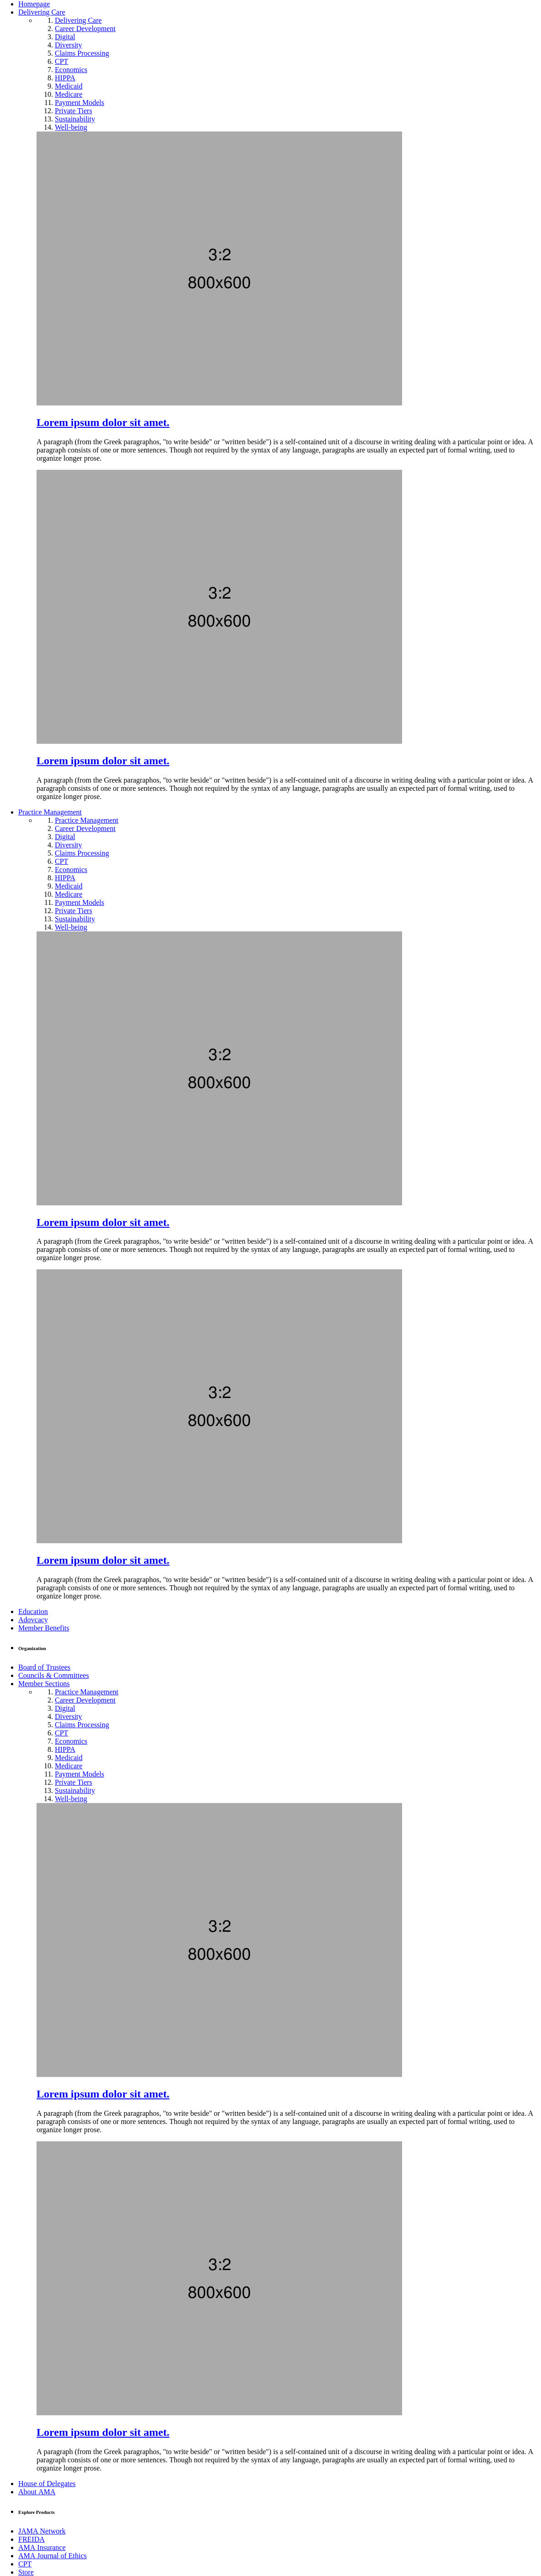 Homepage
Delivering Care
1. Delivering Care
2. Career Development
3. Digital
4. Diversity
5. Claims Processing
6. CPT
7. Economics
8. HIPPA
9. Medicaid
10. Medicare
11. Payment Models
12. Private Tiers
13. Sustainability
14. Well-being
3:2
800x600
Lorem ipsum dolor sit amet.
A paragraph (from the Greek paragraphos, "to write beside" or "written beside") is a self-contained unit of a discourse in writing dealing with a particular point or idea. A
paragraph consists of one or more sentences. Though not required by the syntax of any language, paragraphs are usually an expected part of formal writing, used to
organize longer prose.
3:2
800x600
Lorem ipsum dolor sit amet.
A paragraph (from the Greek paragraphos, "to write beside" or "written beside") is a self-contained unit of a discourse in writing dealing with a particular point or idea. A
paragraph consists of one or more sentences. Though not required by the syntax of any language, paragraphs are usually an expected part of formal writing, used to
organize longer prose.
Practice Management
1. Practice Management
2. Career Development
3. Digital
4. Diversity
5. Claims Processing
6. CPT
7. Economics
8. HIPPA
9. Medicaid
10. Medicare
11. Payment Models
12. Private Tiers
13. Sustainability
14. Well-being
3:2
800x600
Lorem ipsum dolor sit amet.
A paragraph (from the Greek paragraphos, "to write beside" or "written beside") is a self-contained unit of a discourse in writing dealing with a particular point or idea. A
paragraph consists of one or more sentences. Though not required by the syntax of any language, paragraphs are usually an expected part of formal writing, used to
organize longer prose.
3:2
800x600
Lorem ipsum dolor sit amet.
A paragraph (from the Greek paragraphos, "to write beside" or "written beside") is a self-contained unit of a discourse in writing dealing with a particular point or idea. A
paragraph consists of one or more sentences. Though not required by the syntax of any language, paragraphs are usually an expected part of formal writing, used to
organize longer prose.
Education
Adovcacy
Member Benefits
Organization
Board of Trustees
Councils & Committees
Member Sections
1. Practice Management
2. Career Development
3. Digital
4. Diversity
5. Claims Processing
6. CPT
7. Economics
8. HIPPA
9. Medicaid
10. Medicare
11. Payment Models
12. Private Tiers
13. Sustainability
14. Well-being
3:2
800x600
Lorem ipsum dolor sit amet.
A paragraph (from the Greek paragraphos, "to write beside" or "written beside") is a self-contained unit of a discourse in writing dealing with a particular point or idea. A
paragraph consists of one or more sentences. Though not required by the syntax of any language, paragraphs are usually an expected part of formal writing, used to
organize longer prose.
3:2
800x600
Lorem ipsum dolor sit amet.
A paragraph (from the Greek paragraphos, "to write beside" or "written beside") is a self-contained unit of a discourse in writing dealing with a particular point or idea. A
paragraph consists of one or more sentences. Though not required by the syntax of any language, paragraphs are usually an expected part of formal writing, used to
organize longer prose.
House of Delegates
About AMA
Explore Products
JAMA Network
FREIDA
AMA Insurance
AMA Journal of Ethics
CPT
Store